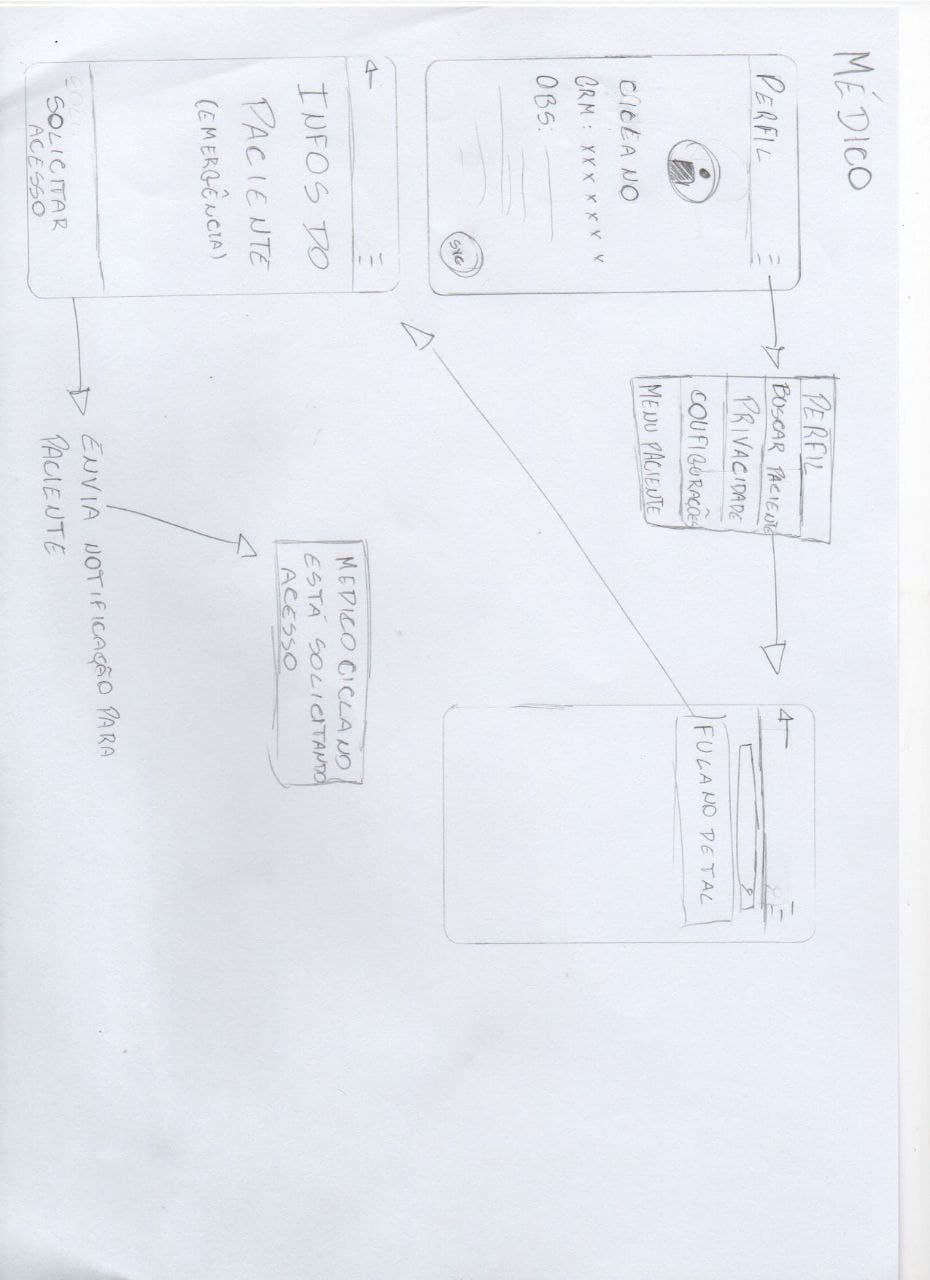 MÉDICO
PERFIL
CICLANO
CRM: XXXXXXX
OBS:
PERFIL
BUSCAR PACIENTE
PRIVACIDADE
CONFIGURAÇÕES
MENU PACIENTE
FULANO DE TAL
INFOS DO
PACIENTE
(EMERGÊNCIA)
SOLICITAR
ACESSO
ENVIA NOTIFICAÇÃO PARA
PACIENTE
MEDICO CICLANO
ESTÁ SOLICITANDO
ACESSO